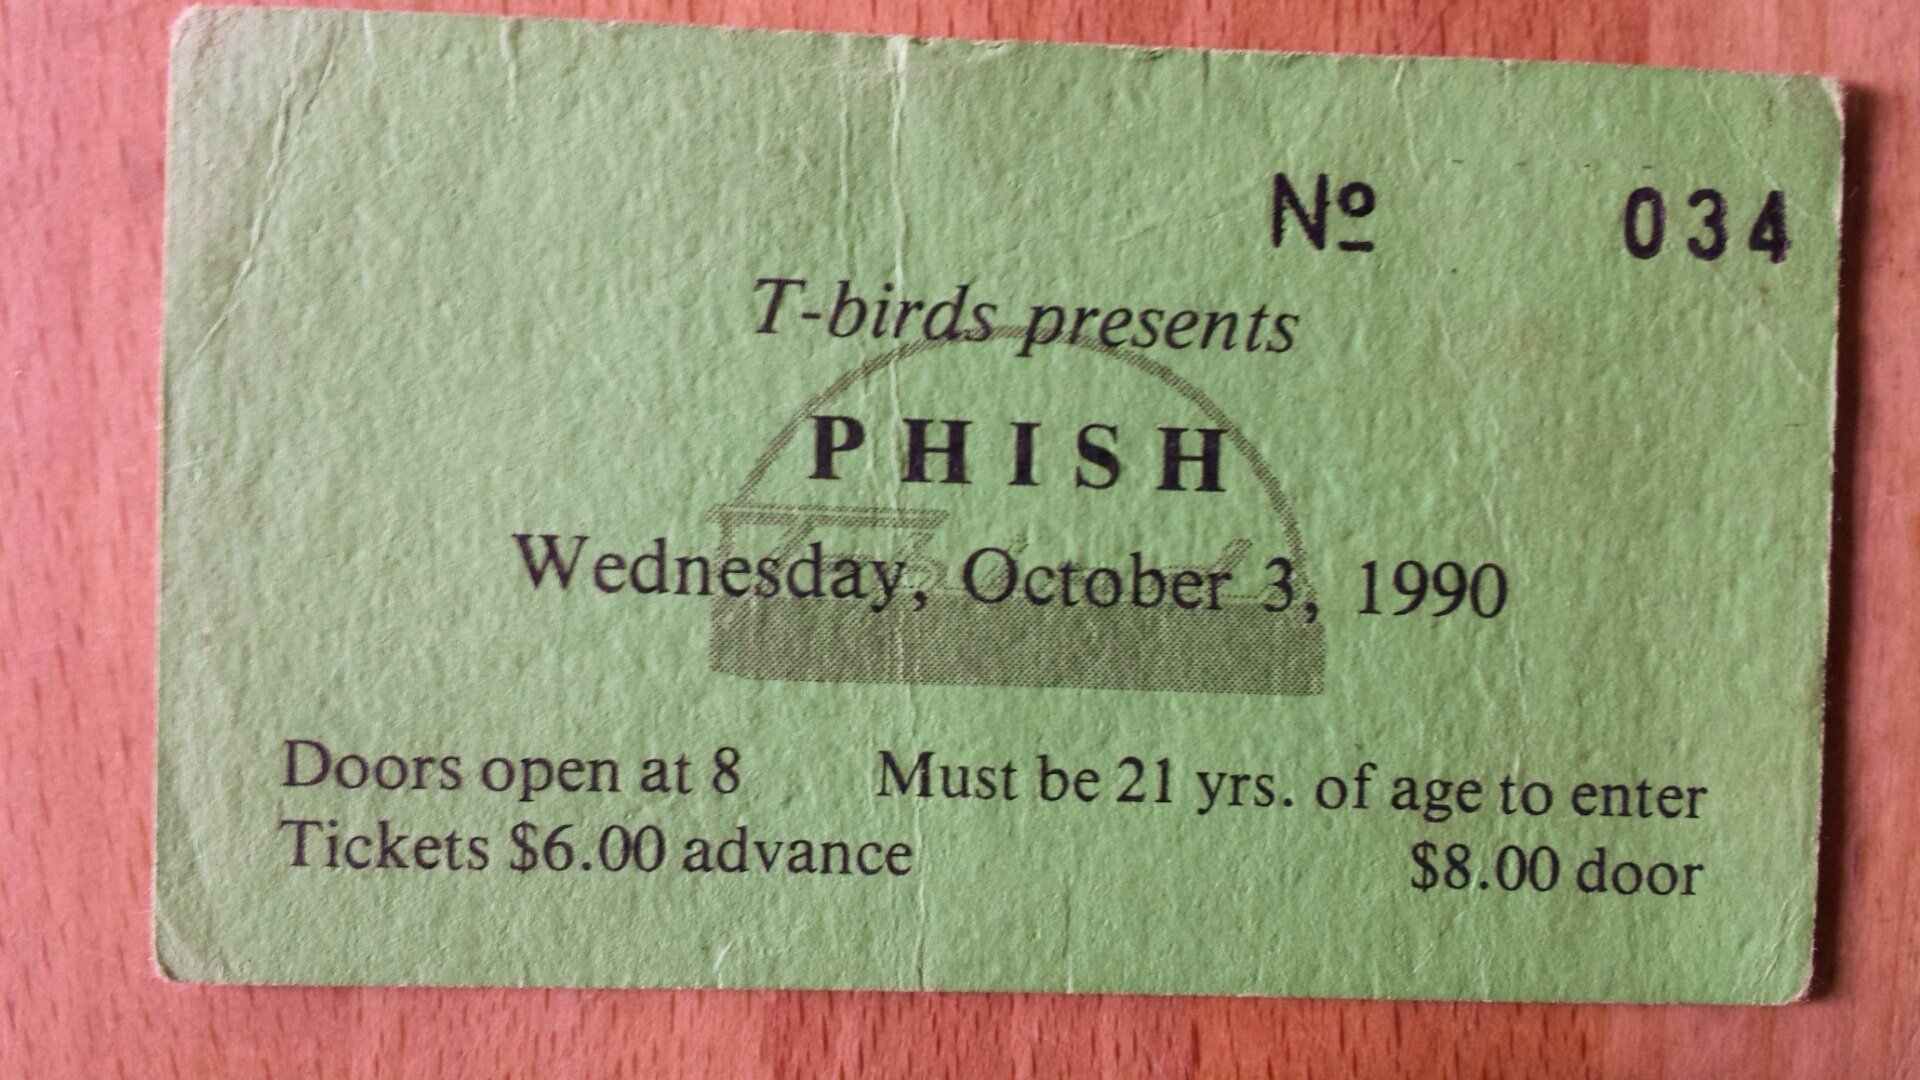 Nº 034
T-birds presents
PHISH
Wednesday, October 3, 1990
Doors open at 8 Must be 21 yrs. of age to enter
Tickets $6.00 advance $8.00 door